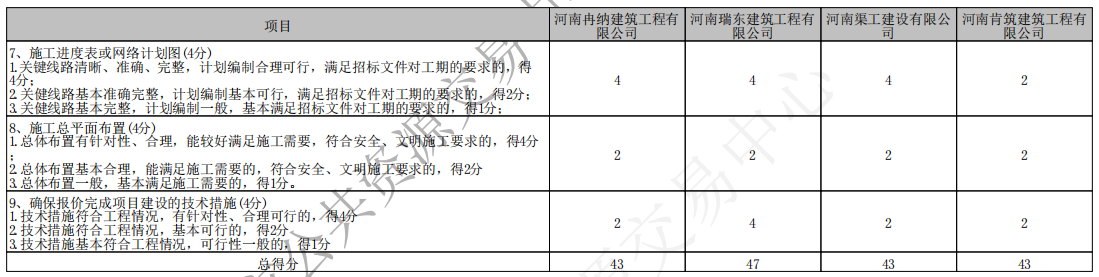 项目
河南冉纳建筑工程有限公司
河南瑞东建筑工程有限公司
河南渠工建设有限公司
河南肯筑建筑工程有限公司
7、施工进度表或网络计划图(4分)
1.关键线路清晰、准确、完整，计划编制合理可行，满足招标文件对工期的要求的，得
4分；
2.关健线路基本准确完整，计划编制基本可行，满足招标文件对工期的要求的，得2分；
3.关健线路基本完整，计划编制一般，基本满足招标文件对工期的要求的，得1分；
4 4 4 2
8、施工总平面布置(4分)
1.总体布置有针对性、合理，能较好满足施工需要，符合安全、文明施工要求的，得4分
；
2.总体布置基本合理，能满足施工需要的，符合安全、文明施工要求的，得2分
3.总体布置一般，基本满足施工需要的，得1分。
2 2 2 2
9、确保报价完成项目建设的技术措施(4分)
1.技术措施符合工程情况，有针对性、合理可行的，得4分
2.技术措施符合工程情况，基本可行的，得2分
3.技术措施基本符合工程情况，可行性一般的，得1分
2 4 2 2
总得分 43 47 43 43
公共资源交易中
交易中心